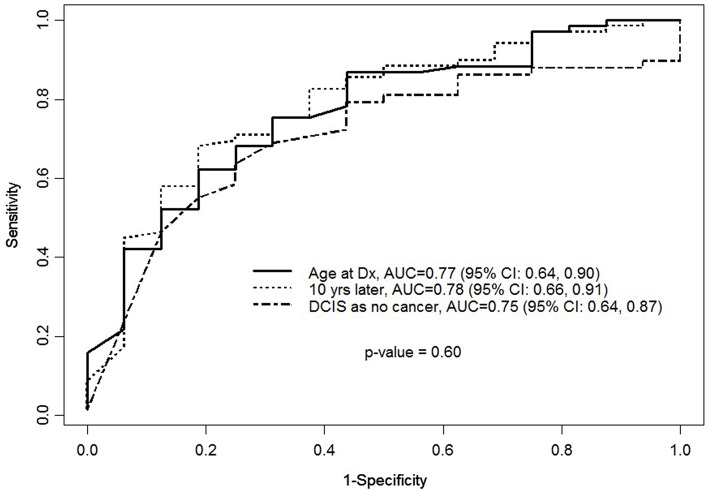 1.0
0.8
0.6
0.4
0.2
0.0
Sensitivity
Age at Dx, AUC=0.77 (95% CI: 0.64, 0.90)
10 yrs later, AUC=0.78 (95% CI: 0.66, 0.91)
DCIS as no cancer, AUC=0.75 (95% CI: 0.64, 0.87)
p-value = 0.60
0.0 0.2 0.4 0.6 0.8 1.0
1-Specificity